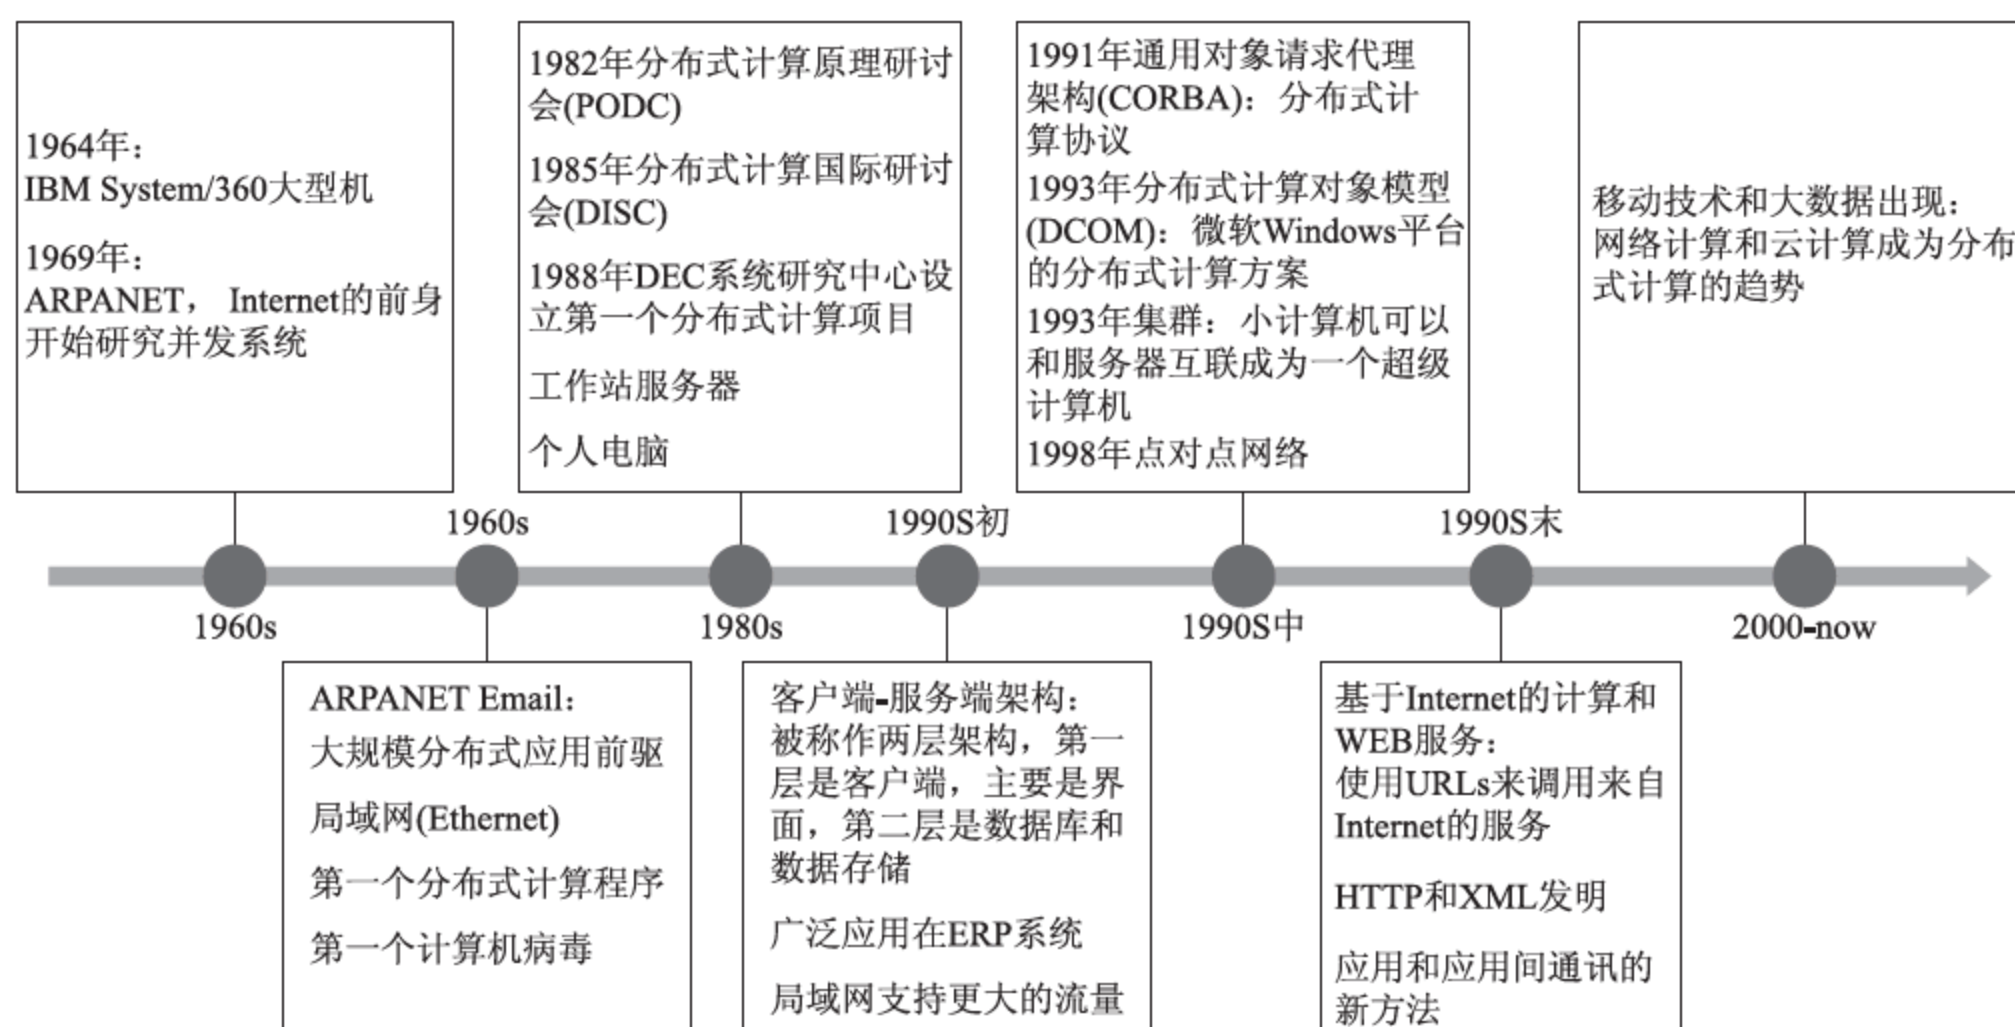 1964年：
IBM System/360大型机
1969年：
ARPANET， Internet的前身
开始研究并发系统
1982年分布式计算原理研讨
会(PODC)
1985年分布式计算国际研讨
会(DISC)
1988年DEC系统研究中心设
立第一个分布式计算项目
工作站服务器
个人电脑
1991年通用对象请求代理
架构(CORBA)：分布式计
算协议
1993年分布式计算对象模型
(DCOM)：微软Windows平台
的分布式计算方案
1993年集群：小计算机可以
和服务器互联成为一个超级
计算机
1998年点对点网络
移动技术和大数据出现：
网络计算和云计算成为分布
式计算的趋势
1960s
1990S初
1990S末
1960s
1980s
1990S中
2000-now
ARPANET Email：
大规模分布式应用前驱
局域网(Ethernet)
第一个分布式计算程序
第一个计算机病毒
客户端-服务端架构：
被称作两层架构，第一
层是客户端，主要是界
面，第二层是数据库和
数据存储
广泛应用在ERP系统
局域网支持更大的流量
基于Internet的计算和
WEB服务：
使用URLs来调用来自
Internet的服务
HTTP和XML发明
应用和应用间通讯的
新方法